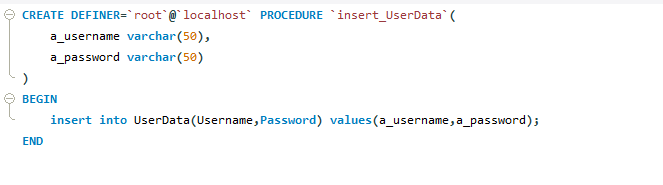 CREATE DEFINER=`root`@`localhost` PROCEDURE `insert_UserData`(
a_username varchar(50),
a_password varchar(50)
)
BEGIN
insert into UserData(Username,Password) values(a_username,a_password);
END